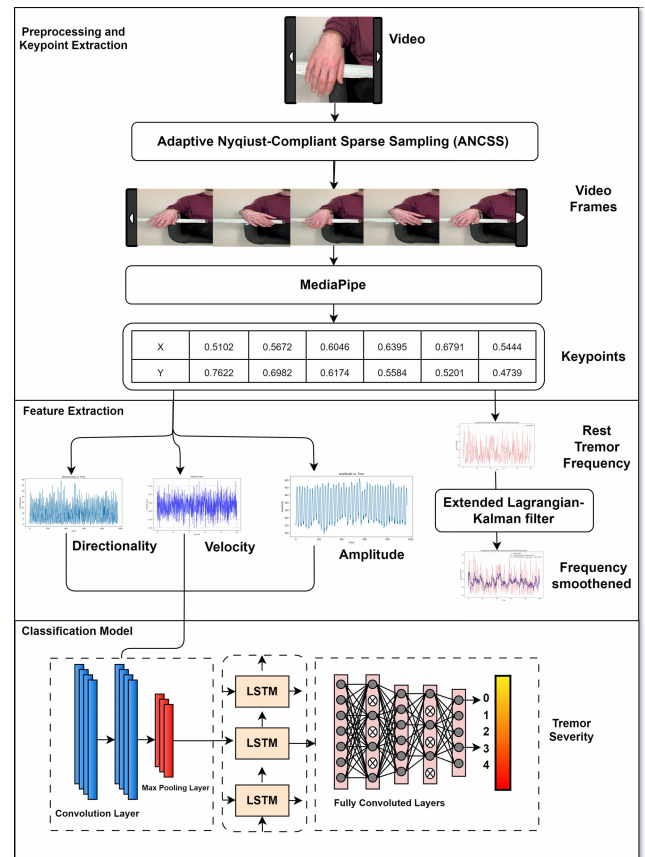 Preprocessing and
Keypoint Extraction
Video
Adaptive Nyqiust-Compliant Sparse Sampling (ANCSS)
Video
Frames
MediaPipe
X 0.5102 0.5672 0.6046 0.6395 0.6791 0.5444
Y 0.7622 0.6982 0.6174 0.5584 0.5201 0.4739
Keypoints
Feature Extraction
Rest
Tremor
Frequency
Extended Lagrangian-
Kalman filter
Directionality
Velocity
Amplitude
Frequency
smoothened
Classification Model
LSTM
LSTM
LSTM
Convolution Layer
Max Pooling Layer
Fully Convoluted Layers
0
1
2
3
4
Tremor
Severity